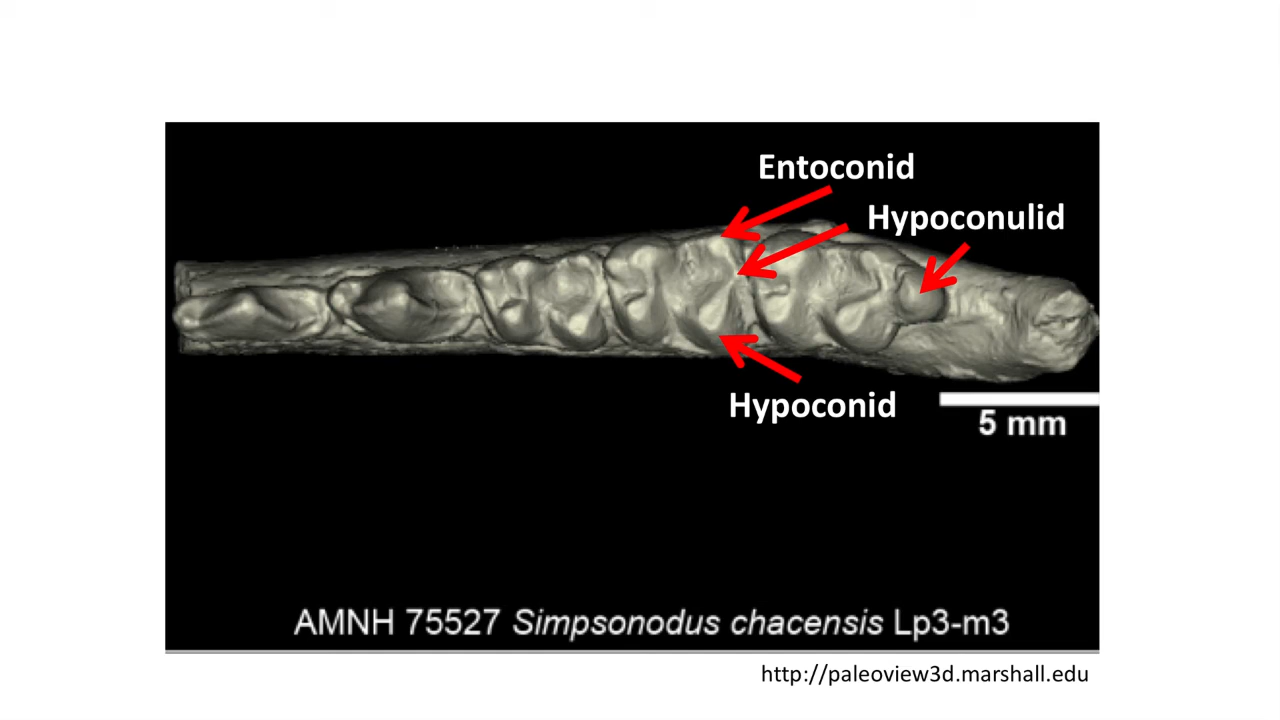 Entoconid
Hypoconulid
Hypoconid
5 mm
AMNH 75527 Simpsonodus chacensis Lp3-m3
http://paleoview3d.marshall.edu